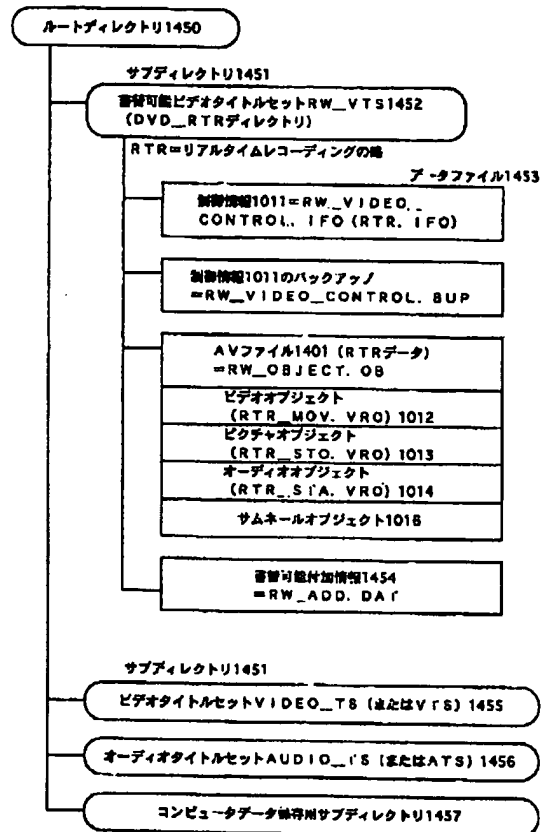 ルートディレクトリ1450
サブディレクトリ1451
書替可能ビデオタイトルセットRW__VTS1452
(DVD__RTRディレクトリ)
RTR=リアルタイムレコーディングの略
データファイル1453
制御情報1011=RW__VIDEO__
CONTROL. IFO (RTR. IFO)
制御情報1011のバックアップ
=RW__VIDEO__CONTROL. BUP
AVファイル1401 (RTRデータ)
=RW__OBJECT. OB
ビデオオブジェクト
(RTR__MOV. VRO) 1012
ピクチャオブジェクト
(RTR__STO. VRO) 1013
オーディオオブジェクト
(RTR__STA. VRO) 1014
サムネールオブジェクト1016
書替可能付加情報1454
=RW__ADD. DAT
サブディレクトリ1451
ビデオタイトルセットVIDEO__TS (またはVTS) 1455
オーディオタイトルセットAUDIO__TS (またはATS) 1456
コンピュータデータ保存用サブディレクトリ1457